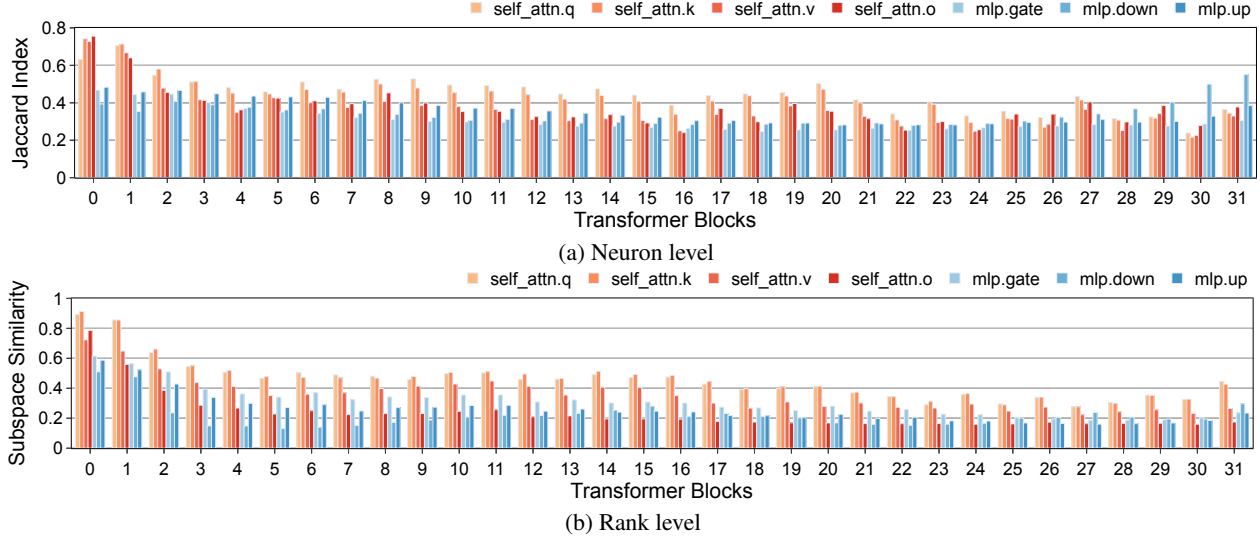 self_attn.q self_attn.k self_attn.v self_attn.o mlp.gate mlp.down mlp.up
Jaccard Index
0.8
0.6
0.4
0.2
0
0 1 2 3 4 5 6 7 8 9 10 11 12 13 14 15 16 17 18 19 20 21 22 23 24 25 26 27 28 29 30 31
Transformer Blocks
(a) Neuron level
self_attn.q self_attn.k self_attn.v self_attn.o mlp.gate mlp.down mlp.up
Subspace Similarity
1
0.8
0.6
0.4
0.2
0
0 1 2 3 4 5 6 7 8 9 10 11 12 13 14 15 16 17 18 19 20 21 22 23 24 25 26 27 28 29 30 31
Transformer Blocks
(b) Rank level